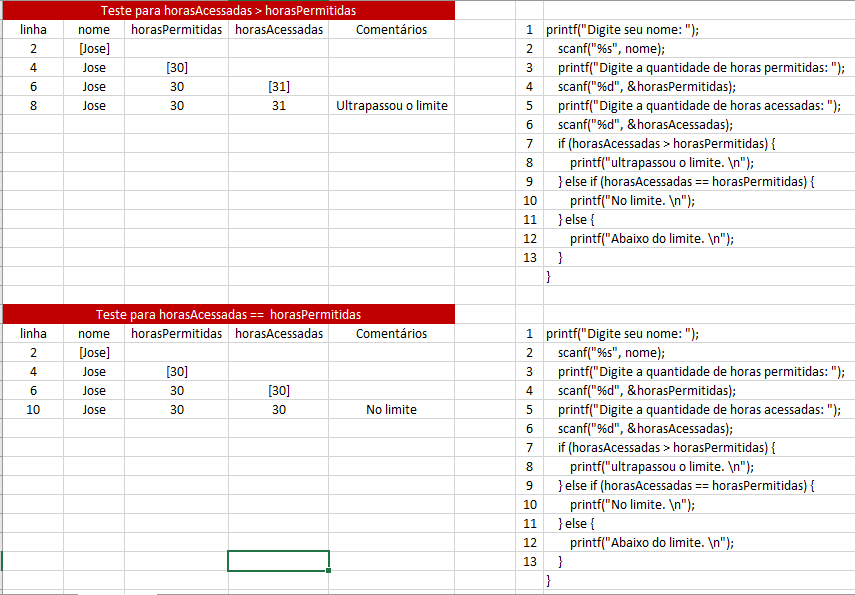 Teste para horasAcessadas > horasPermitidas
linha nome horasPermitidas horasAcessadas Comentários
2 [Jose]
4 Jose [30]
6 Jose 30 [31]
8 Jose 30 31 Ultrapassou o limite
1 printf("Digite seu nome: ");
2 scanf("%s", nome);
3 printf("Digite a quantidade de horas permitidas: ");
4 scanf("%d", &horasPermitidas);
5 printf("Digite a quantidade de horas acessadas: ");
6 scanf("%d", &horasAcessadas);
7 if (horasAcessadas > horasPermitidas) {
8 printf("ultrapassou o limite. \n");
9 } else if (horasAcessadas == horasPermitidas) {
10 printf("No limite. \n");
11 } else {
12 printf("Abaixo do limite. \n");
13 }
}
Teste para horasAcessadas == horasPermitidas
linha nome horasPermitidas horasAcessadas Comentários
2 [Jose]
4 Jose [30]
6 Jose 30 [30]
10 Jose 30 30 No limite
1 printf("Digite seu nome: ");
2 scanf("%s", nome);
3 printf("Digite a quantidade de horas permitidas: ");
4 scanf("%d", &horasPermitidas);
5 printf("Digite a quantidade de horas acessadas: ");
6 scanf("%d", &horasAcessadas);
7 if (horasAcessadas > horasPermitidas) {
8 printf("ultrapassou o limite. \n");
9 } else if (horasAcessadas == horasPermitidas) {
10 printf("No limite. \n");
11 } else {
12 printf("Abaixo do limite. \n");
13 }
}